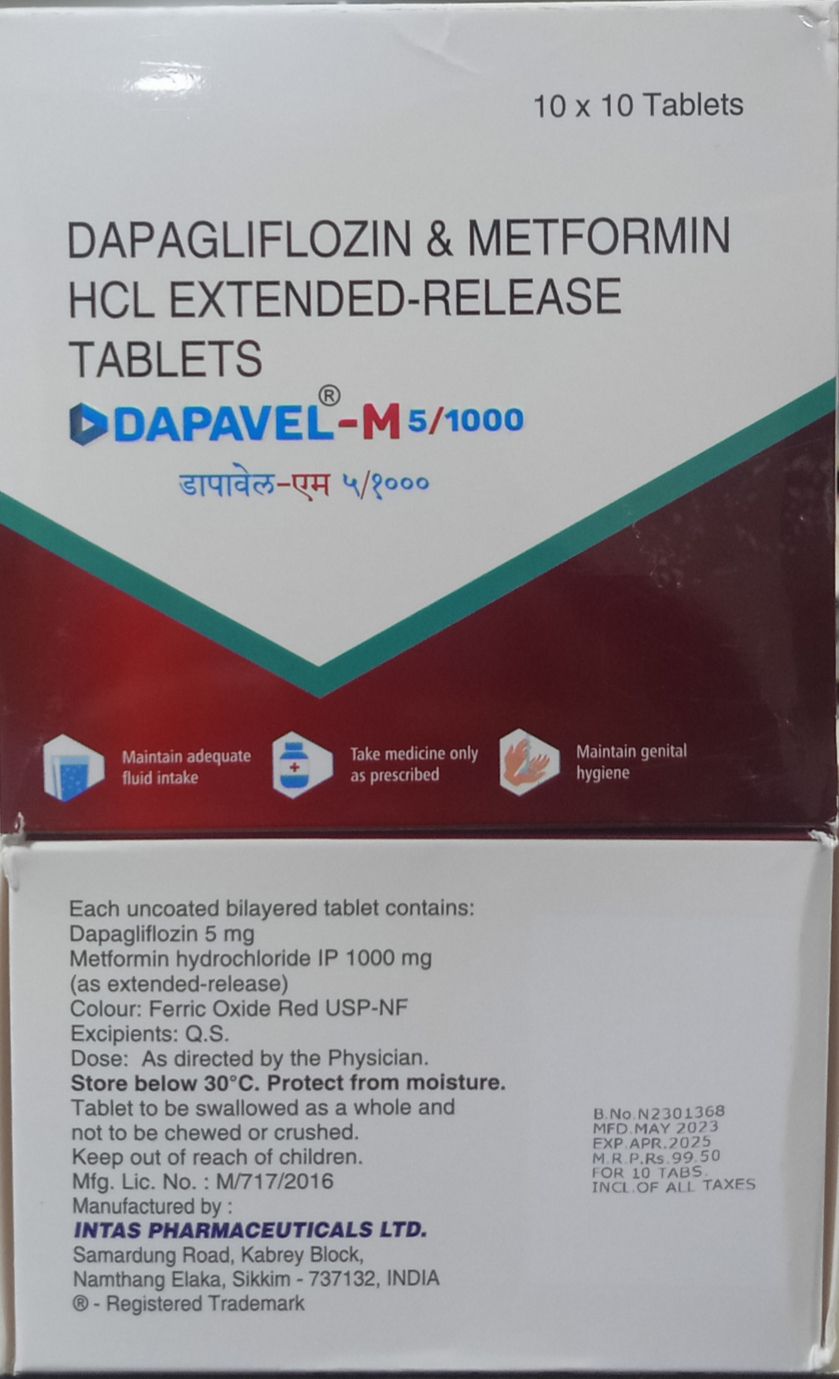 10 x 10 Tablets
DAPAGLIFLOZIN & METFORMIN
HCL EXTENDED-RELEASE
TABLETS
DAPAVEL®-M 5/1000
डापावेल-एम ५/१०००
Maintain adequate
fluid intake
Take medicine only
as prescribed
Maintain genital
hygiene
Each uncoated bilayered tablet contains:
Dapagliflozin 5 mg
Metformin hydrochloride IP 1000 mg
(as extended-release)
Colour: Ferric Oxide Red USP-NF
Excipients: Q.S.
Dose: As directed by the Physician.
Store below 30°C. Protect from moisture.
Tablet to be swallowed as a whole and
not to be chewed or crushed.
Keep out of reach of children.
Mfg. Lic. No. : M/717/2016
Manufactured by :
INTAS PHARMACEUTICALS LTD.
Samardung Road, Kabrey Block,
Namthang Elaka, Sikkim - 737132, INDIA
® - Registered Trademark
B.No.N2301368
MFD.MAY 2023
EXP.APR.2025
M.R.P.Rs.99.50
FOR 10 TABS.
INCL.OF ALL TAXES